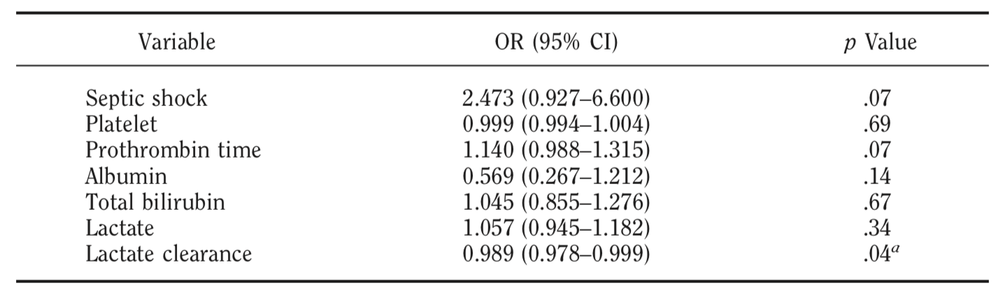 Variable OR (95% CI) p Value
Septic shock 2.473 (0.927–6.600) .07
Platelet 0.999 (0.994–1.004) .69
Prothrombin time 1.140 (0.988–1.315) .07
Albumin 0.569 (0.267–1.212) .14
Total bilirubin 1.045 (0.855–1.276) .67
Lactate 1.057 (0.945–1.182) .34
Lactate clearance 0.989 (0.978–0.999) .04ᵃ